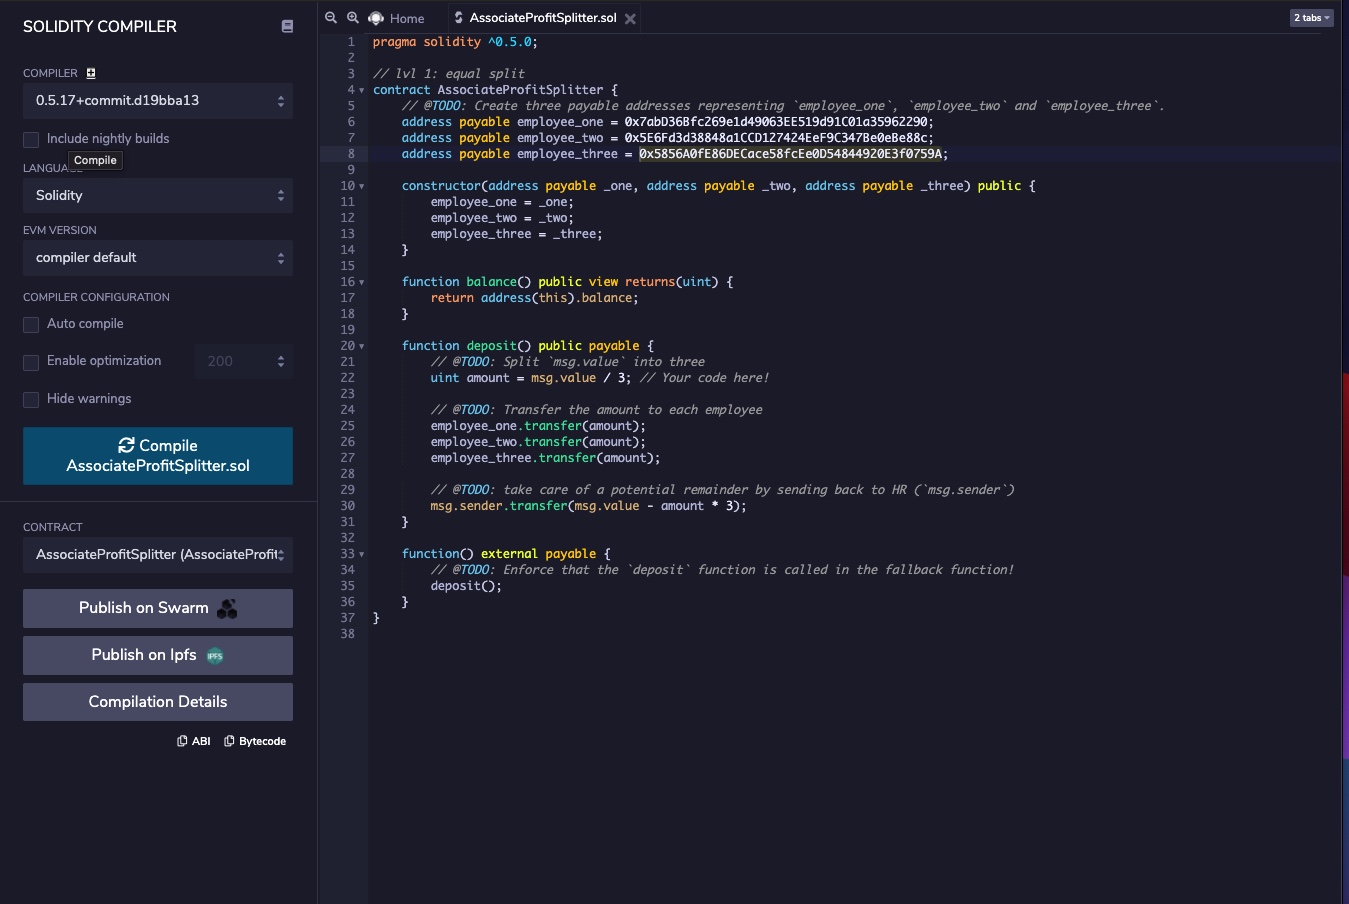 SOLIDITY COMPILER
COMPILER
0.5.17+commit.d19bba13
Include nightly builds
Compile
LANGUA
Solidity
EVM VERSION
compiler default
COMPILER CONFIGURATION
Auto compile
Enable optimization
200
Hide warnings
Compile
AssociateProfitSplitter.sol
CONTRACT
AssociateProfitSplitter (AssociateProfit
Publish on Swarm
Publish on Ipfs
IPFS
Compilation Details
ABI
Bytecode
Home
AssociateProfitSplitter.sol
2 tabs
1 pragma solidity ^0.5.0;
2
3 // lvl 1: equal split
4 contract AssociateProfitSplitter {
5 // @TODO: Create three payable addresses representing `employee_one`, `employee_two` and `employee_three`.
6 address payable employee_one = 0x7abD36Bfc269e1d49063EE519d91C01a35962290;
7 address payable employee_two = 0x5E6Fd3d38848a1CCD127424EeF9C347Be0eBe88c;
8 address payable employee_three = 0x5856A0fE86DECace58fcEe0D54844920E3f0759A;
9
10 constructor(address payable _one, address payable _two, address payable _three) public {
11 employee_one = _one;
12 employee_two = _two;
13 employee_three = _three;
14 }
15
16 function balance() public view returns(uint) {
17 return address(this).balance;
18 }
19
20 function deposit() public payable {
21 // @TODO: Split `msg.value` into three
22 uint amount = msg.value / 3; // Your code here!
23
24 // @TODO: Transfer the amount to each employee
25 employee_one.transfer(amount);
26 employee_two.transfer(amount);
27 employee_three.transfer(amount);
28
29 // @TODO: take care of a potential remainder by sending back to HR (`msg.sender`)
30 msg.sender.transfer(msg.value - amount * 3);
31 }
32
33 function() external payable {
34 // @TODO: Enforce that the `deposit` function is called in the fallback function!
35 deposit();
36 }
37 }
38